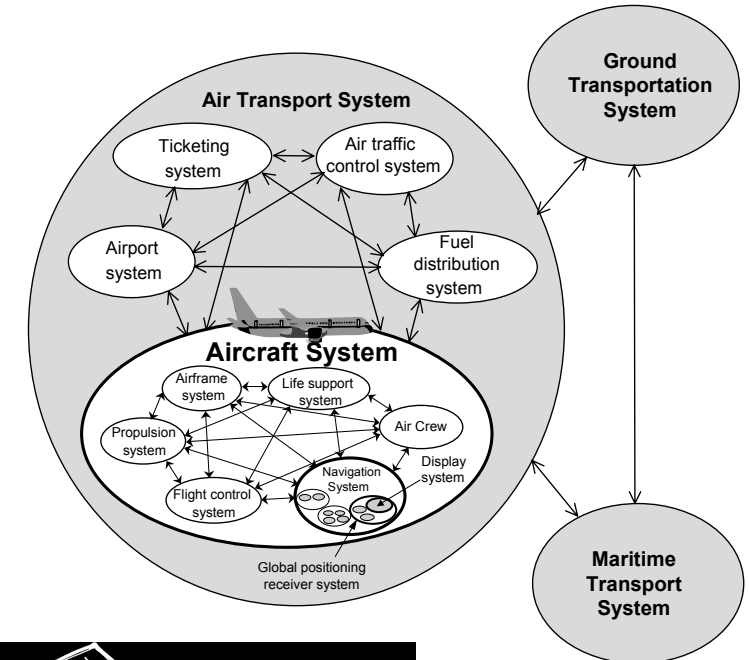 Ground
Transportation
System
Air Transport System
Ticketing
system
Air traffic
control system
Airport
system
Fuel
distribution
system
Aircraft System
Airframe
system
Life support
system
Propulsion
system
Air Crew
Flight control
system
Navigation
System
Display
system
Global positioning
receiver system
Maritime
Transport
System